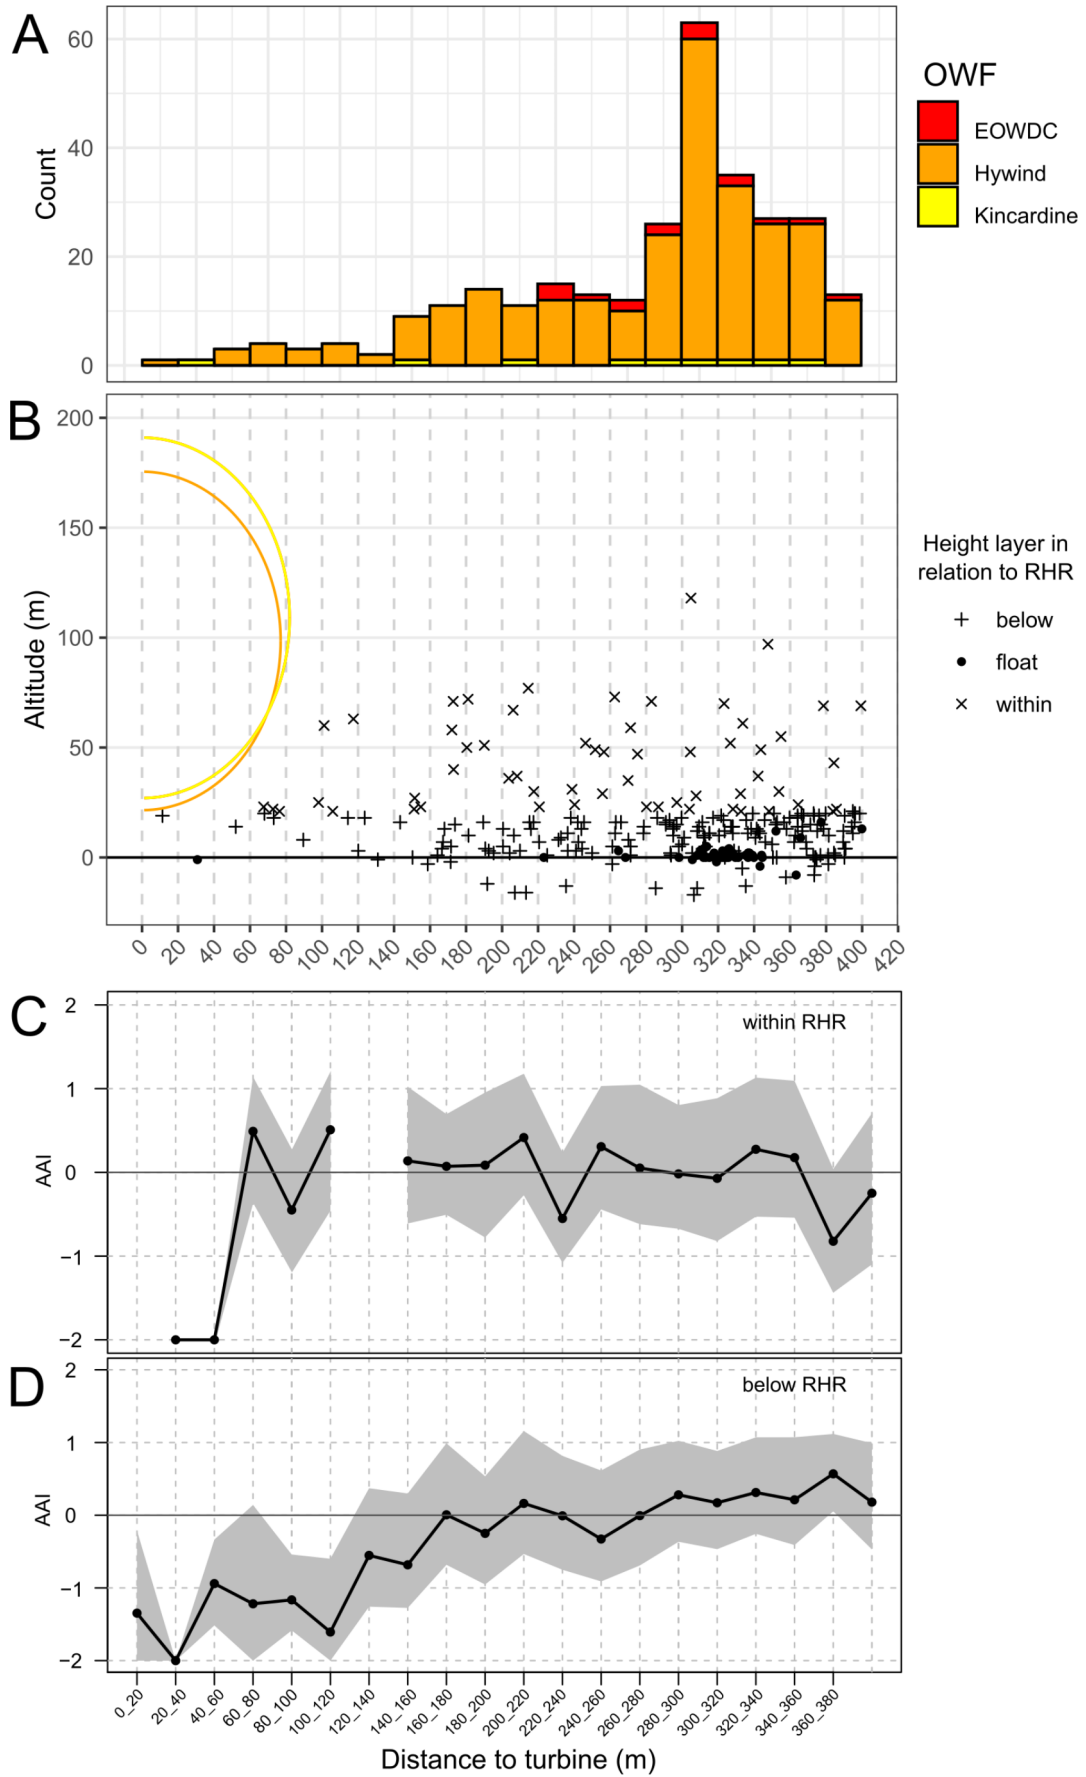 A
60
40
20
0
Count
OWF
EOWDC
Hywind
Kincardine
B
200
150
100
50
0
Altitude (m)
Height layer in
relation to RHR
below
float
within
0 20 40 60 80 100 120 140 160 180 200 220 240 260 280 300 320 340 360 380 400 420
C
within RHR
2
1
0
−1
−2
AAI
D
below RHR
2
1
0
−1
−2
AAI
0_20 20_40 40_60 60_80 80_100 100_120 120_140 140_160 160_180 180_200 200_220 220_240 240_260 260_280 280_300 300_320 320_340 340_360 360_380
Distance to turbine (m)